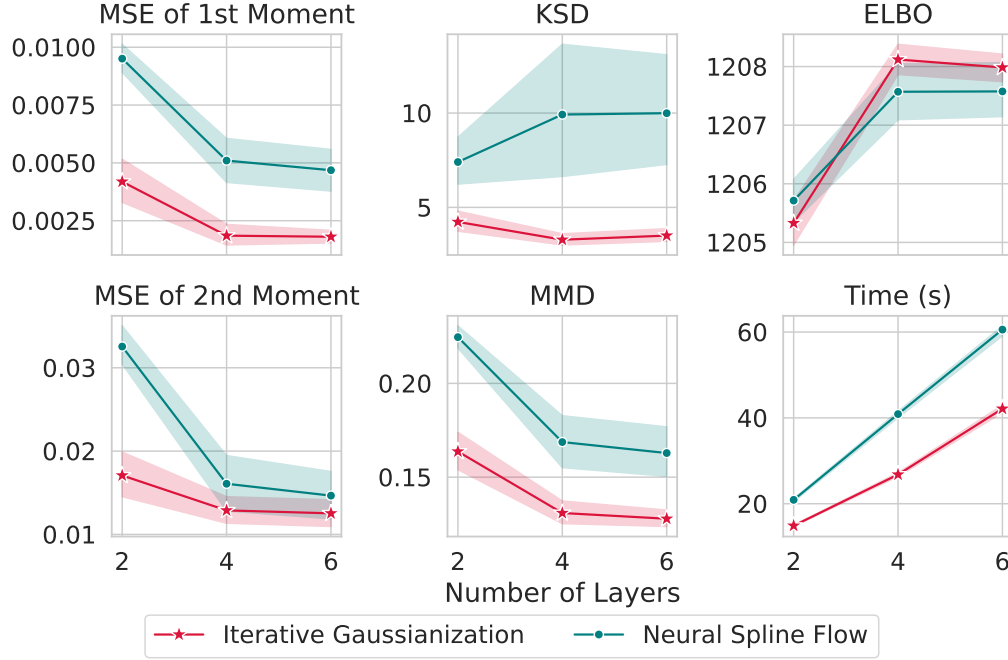 MSE of 1st Moment
KSD
ELBO
0.0100
0.0075
0.0050
0.0025
10
5
1208
1207
1206
1205
MSE of 2nd Moment
MMD
Time (s)
0.03
0.02
0.01
0.20
0.15
60
40
20
2 4 6
2 4 6
2 4 6
Number of Layers
Iterative Gaussianization
Neural Spline Flow